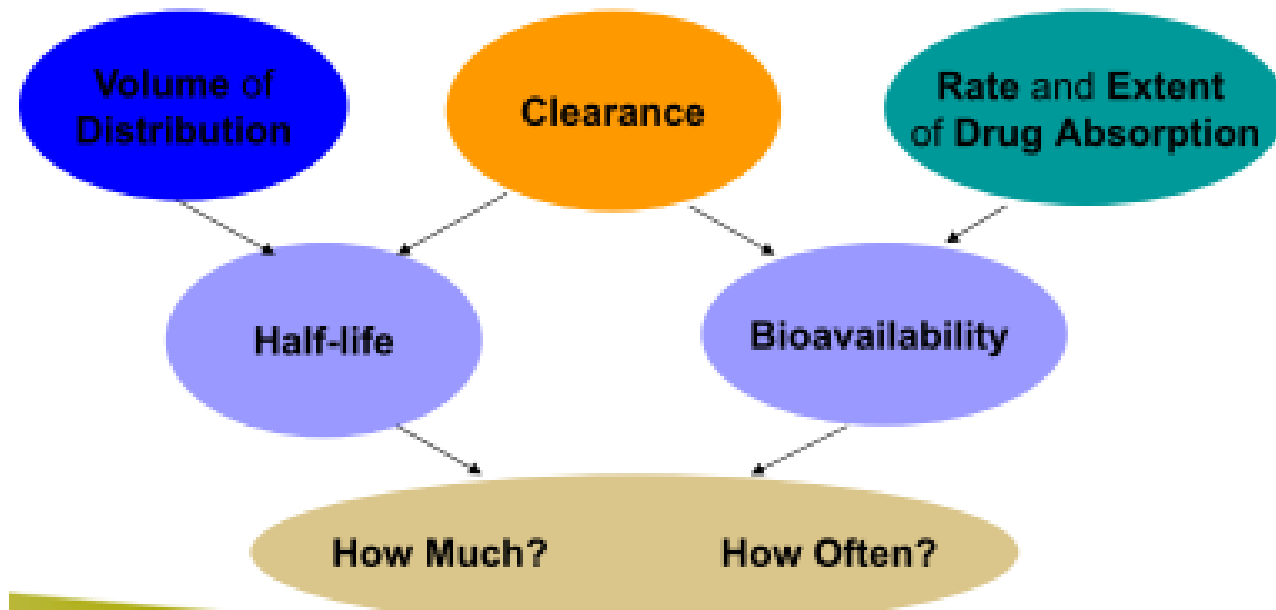 Volume of
Distribution
Clearance
Rate and Extent
of Drug Absorption
Half-life
Bioavailability
How Much? How Often?